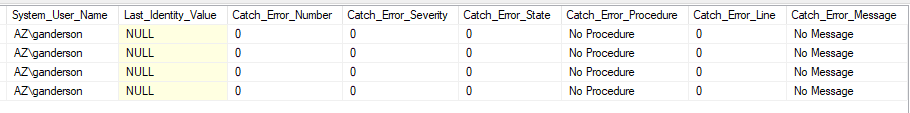 System_User_Name Last_Identity_Value Catch_Error_Number Catch_Error_Severity Catch_Error_State Catch_Error_Procedure Catch_Error_Line Catch_Error_Message
AZ\ganderson NULL 0 0 0 No Procedure 0 No Message
AZ\ganderson NULL 0 0 0 No Procedure 0 No Message
AZ\ganderson NULL 0 0 0 No Procedure 0 No Message
AZ\ganderson NULL 0 0 0 No Procedure 0 No Message